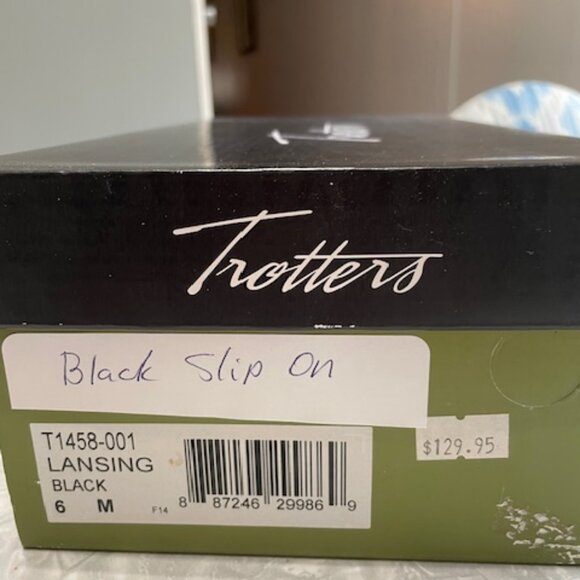 Trotters
Black Slip On
T1458-001
LANSING
BLACK
6 M F14
8 87246 29986 9
$129.95